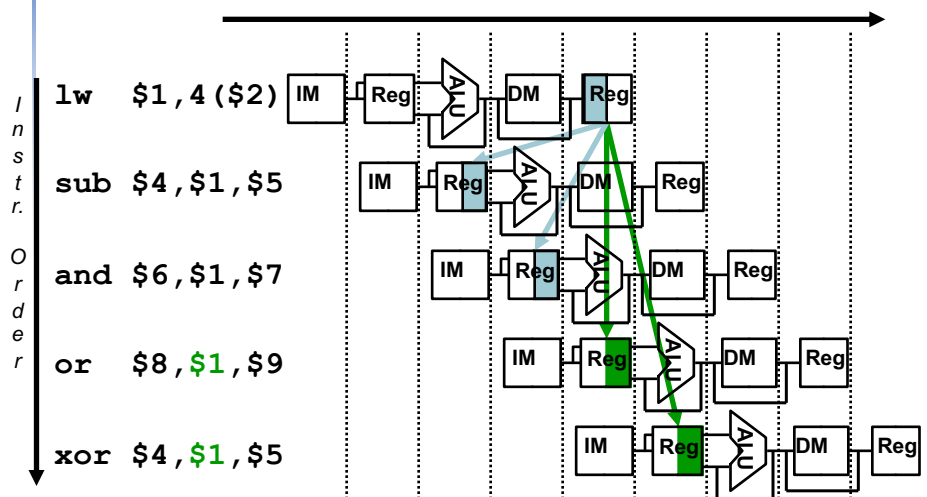 Instr. Order
lw $1,4($2) IM Reg ALU DM Reg
sub $4,$1,$5 IM Reg ALU DM Reg
and $6,$1,$7 IM Reg ALU DM Reg
or $8,$1,$9 IM Reg ALU DM Reg
xor $4,$1,$5 IM Reg ALU DM Reg